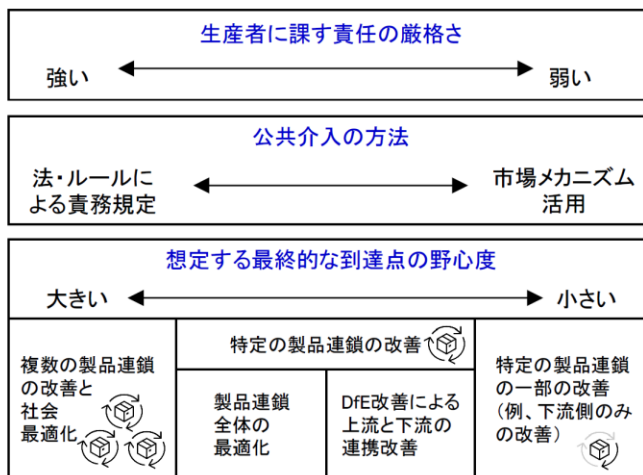 生産者に課す責任の厳格さ
強い
弱い
公共介入の方法
法・ルールに
よる責務規定
市場メカニズム
活用
想定する最終的な到達点の野心度
大きい
小さい
複数の製品連鎖
の改善と
社会
最適化
特定の製品連鎖の改善
製品連鎖
全体の
最適化
DfE改善による
上流と下流の
連携改善
特定の製品連鎖
の一部の改善
(例、下流側のみ
の改善)